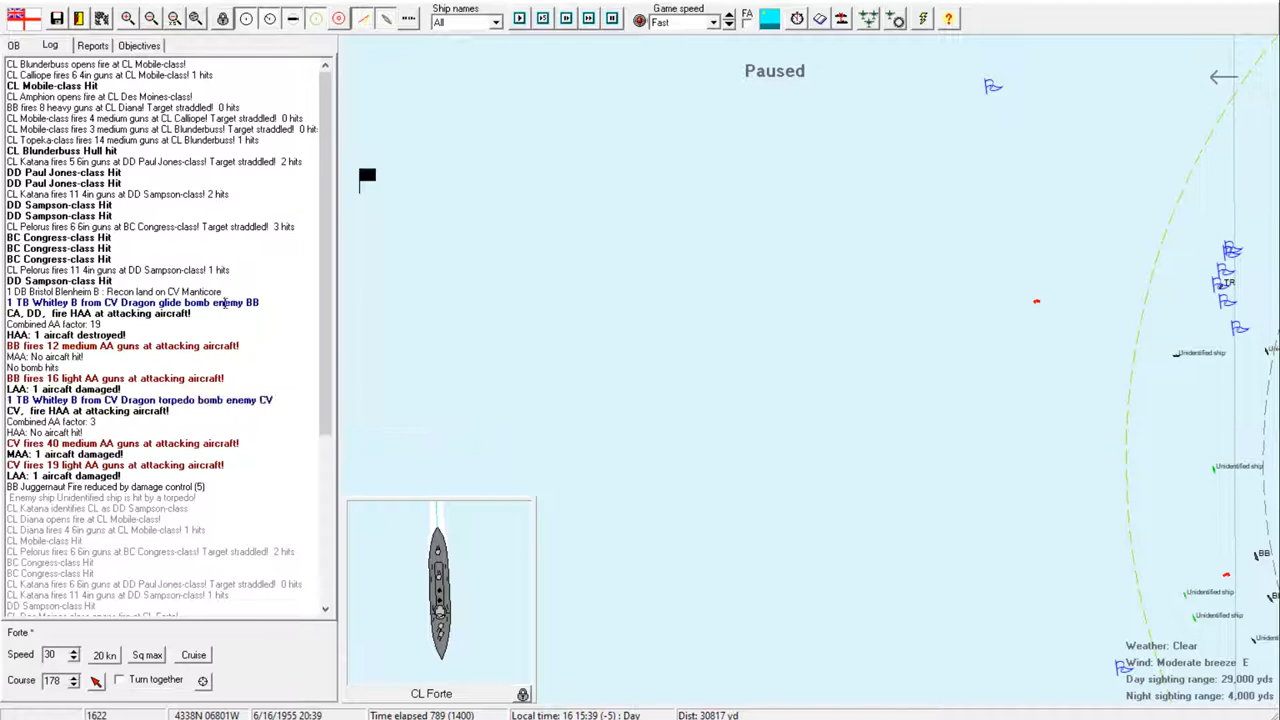 Ship names
All
FA
Game speed
Fast
OB
Log
Reports
Objectives
CL Blunderbuss opens fire at CL Mobile-class!
CL Calliope fires 6 4in guns at CL Mobile-class! 1 hits
CL Mobile-class Hit
CL Amphion opens fire at CL Des Moines-class!
BB fires 8 heavy guns at CL Diana! Target straddled! 0 hits
CL Mobile-class fires 4 medium guns at CL Calliope! Target straddled! 0 hits
CL Mobile-class fires 3 medium guns at CL Blunderbuss! Target straddled! 0 hits
CL Topeka-class fires 14 medium guns at CL Blunderbuss! 1 hits
CL Blunderbuss Hull hit
CL Katana fires 5 6in guns at DD Paul Jones-class! Target straddled! 2 hits
DD Paul Jones-class Hit
DD Paul Jones-class Hit
CL Katana fires 11 4in guns at DD Sampson-class! 2 hits
DD Sampson-class Hit
DD Sampson-class Hit
CL Pelorus fires 6 6in guns at BC Congress-class! Target straddled! 3 hits
BC Congress-class Hit
BC Congress-class Hit
BC Congress-class Hit
CL Pelorus fires 11 4in guns at DD Sampson-class! 1 hits
DD Sampson-class Hit
1 DB Bristol Blenheim B : Recon land on CV Manticore
1 TB Whitley B from CV Dragon glide bomb enemy BB
CA, DD, fire HAA at attacking aircraft!
Combined AA factor: 19
HAA: 1 aircaft destroyed!
BB fires 12 medium AA guns at attacking aircraft!
MAA: No aircaft hit!
No bomb hits
BB fires 16 light AA guns at attacking aircraft!
LAA: 1 aircaft damaged!
1 TB Whitley B from CV Dragon torpedo bomb enemy CV
CV, fire HAA at attacking aircraft!
Combined AA factor: 3
HAA: No aircaft hit!
CV fires 40 medium AA guns at attacking aircraft!
MAA: 1 aircaft damaged!
CV fires 19 light AA guns at attacking aircraft!
LAA: 1 aircaft damaged!
BB Juggernaut Fire reduced by damage control (5)
Enemy ship Unidentified ship is hit by a torpedo!
CL Katana identifies CL as DD Sampson-class
CL Diana opens fire at CL Mobile-class!
CL Diana fires 4 6in guns at CL Mobile-class! 1 hits
CL Mobile-class Hit
CL Pelorus fires 6 6in guns at BC Congress-class! Target straddled! 2 hits
BC Congress-class Hit
BC Congress-class Hit
CL Katana fires 6 6in guns at DD Paul Jones-class! Target straddled! 0 hits
CL Katana fires 11 4in guns at DD Sampson-class! 1 hits
DD Sampson-class Hit
Paused
TR
Unidentified ship
Unidentified ship
BB
Unidentified ship
Unidentified ship
Forte *
Speed 30 20 kn Sq max Cruise
Course 178 Turn together
CL Forte
Weather: Clear
Wind: Moderate breeze E
Day sighting range: 29,000 yds
Night sighting range: 4,000 yds
1622
4338N 06801W
6/16/1955 20:39
Time elapsed 789 (1400)
Local time: 16 15:39 (-5) : Day
Dist: 30817 yd